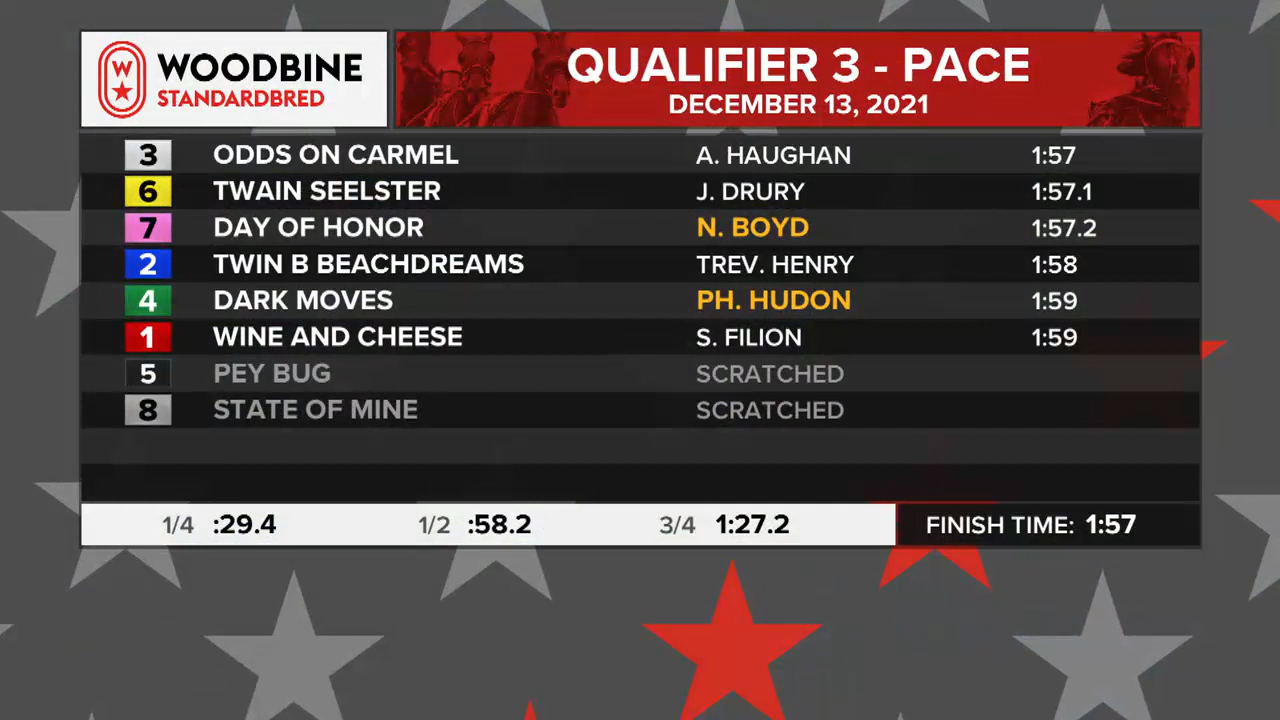 W
WOODBINE
STANDARDBRED
QUALIFIER 3 - PACE
DECEMBER 13, 2021
3 ODDS ON CARMEL A. HAUGHAN 1:57
6 TWAIN SEELSTER J. DRURY 1:57.1
7 DAY OF HONOR N. BOYD 1:57.2
2 TWIN B BEACHDREAMS TREV. HENRY 1:58
4 DARK MOVES PH. HUDON 1:59
1 WINE AND CHEESE S. FILION 1:59
5 PEY BUG SCRATCHED
8 STATE OF MINE SCRATCHED
1/4 :29.4 1/2 :58.2 3/4 1:27.2 FINISH TIME: 1:57